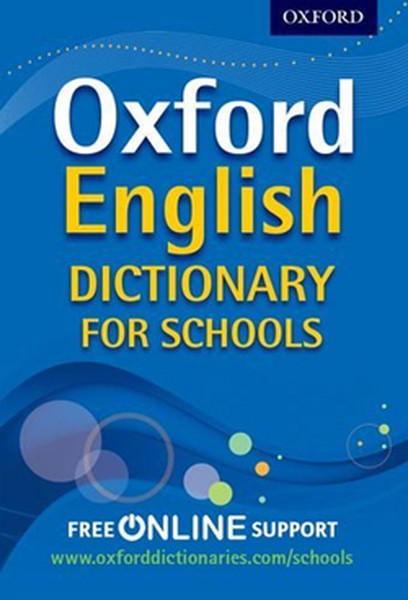 OXFORD
Oxford
English
DICTIONARY
FOR SCHOOLS
FREE ONLINE SUPPORT
www.oxforddictionaries.com/schools